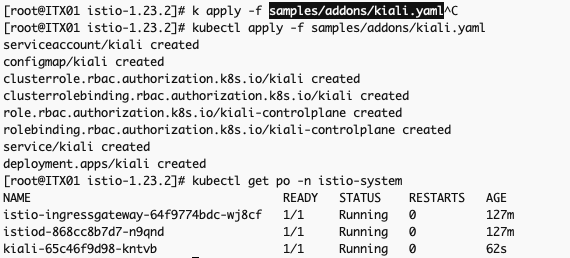 [root@ITX01 istio-1.23.2]# k apply -f samples/addons/kiali.yaml^C
[root@ITX01 istio-1.23.2]# kubectl apply -f samples/addons/kiali.yaml
serviceaccount/kiali created
configmap/kiali created
clusterrole.rbac.authorization.k8s.io/kiali created
clusterrolebinding.rbac.authorization.k8s.io/kiali created
role.rbac.authorization.k8s.io/kiali-controlplane created
rolebinding.rbac.authorization.k8s.io/kiali-controlplane created
service/kiali created
deployment.apps/kiali created
[root@ITX01 istio-1.23.2]# kubectl get po -n istio-system
NAME READY STATUS RESTARTS AGE
istio-ingressgateway-64f9774bdc-wj8cf 1/1 Running 0 127m
istiod-868cc8b7d7-n9qnd 1/1 Running 0 127m
kiali-65c46f9d98-kntvb 1/1 Running 0 62s